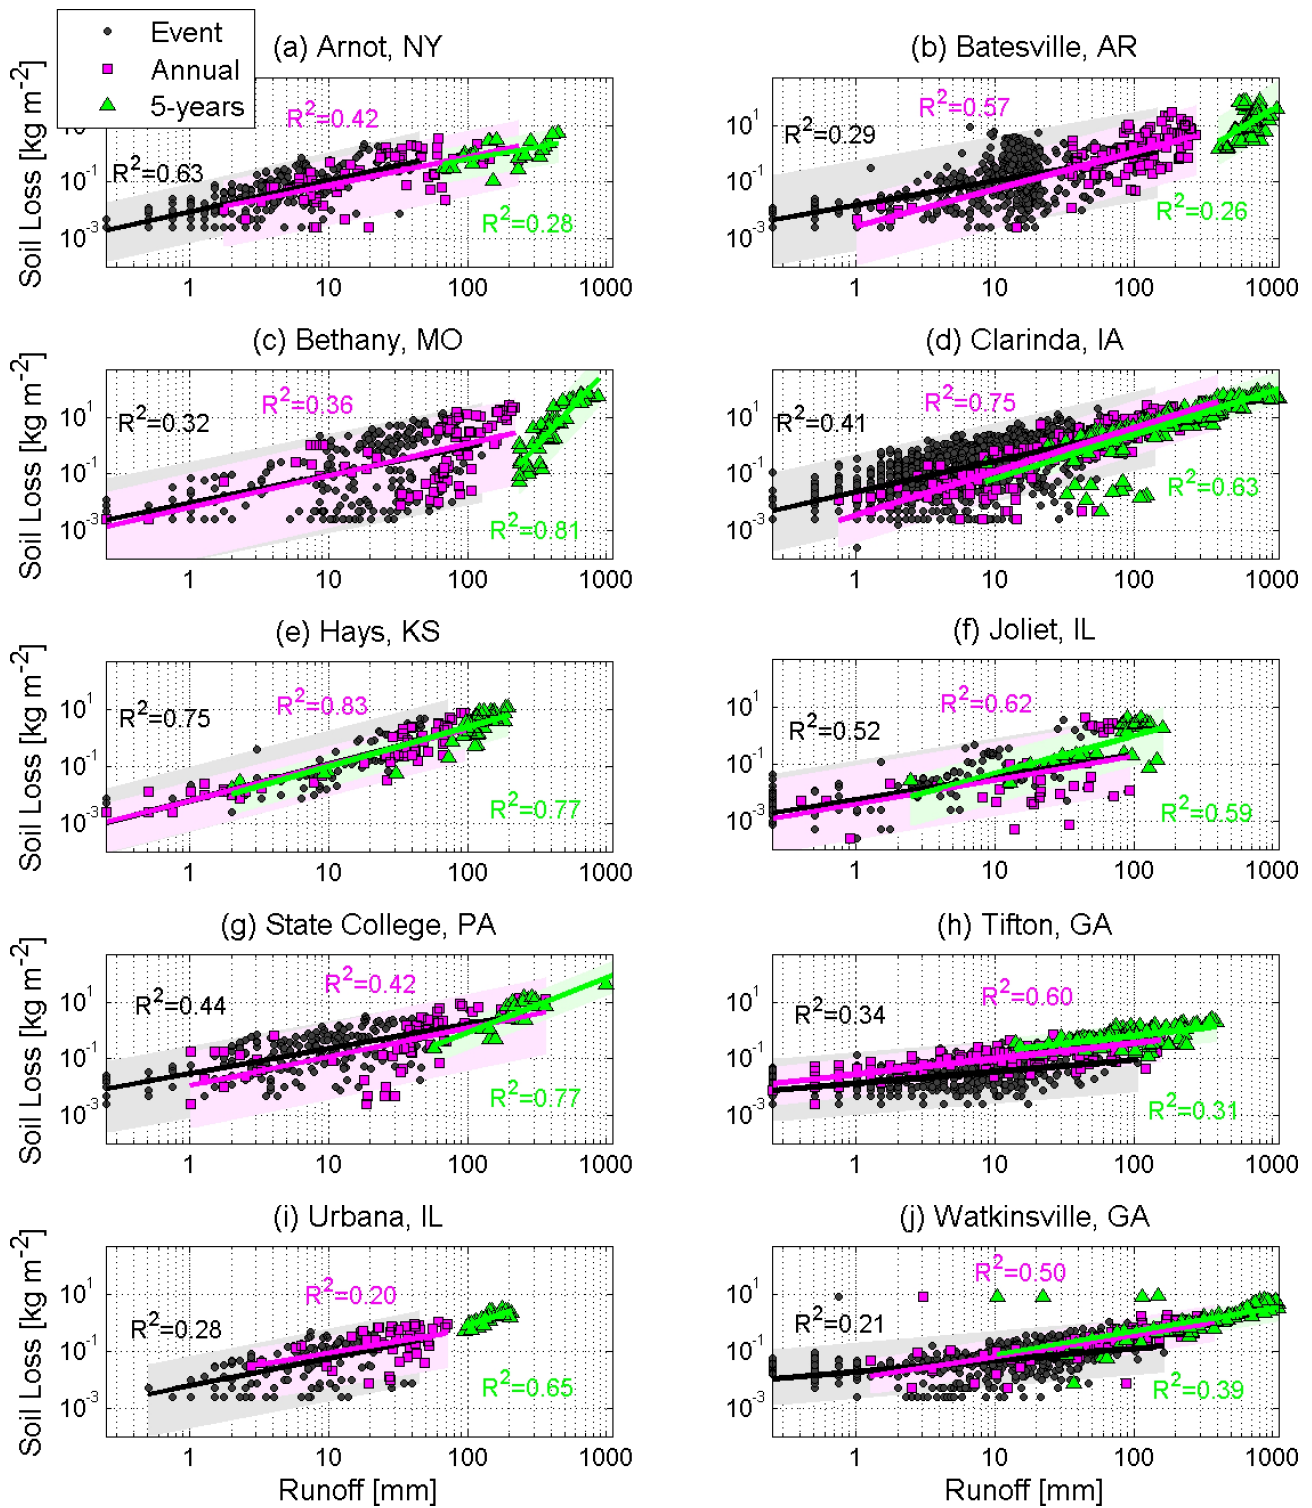 Event
Annual
5-years
(a) Arnot, NY
(b) Batesville, AR
Soil Loss [kg m⁻²]
10⁻¹
10⁻³
R²=0.63
R²=0.42
R²=0.28
1 10 100 1000
10¹
10⁻¹
10⁻³
R²=0.29
R²=0.57
R²=0.26
1 10 100 1000
(c) Bethany, MO
(d) Clarinda, IA
Soil Loss [kg m⁻²]
10¹
10⁻¹
10⁻³
R²=0.32
R²=0.36
R²=0.81
1 10 100 1000
10¹
10⁻¹
10⁻³
R²=0.41
R²=0.75
R²=0.63
1 10 100 1000
(e) Hays, KS
(f) Joliet, IL
Soil Loss [kg m⁻²]
10¹
10⁻¹
10⁻³
R²=0.75
R²=0.83
R²=0.77
1 10 100 1000
10¹
10⁻¹
10⁻³
R²=0.52
R²=0.62
R²=0.59
1 10 100 1000
(g) State College, PA
(h) Tifton, GA
Soil Loss [kg m⁻²]
10¹
10⁻¹
10⁻³
R²=0.44
R²=0.42
R²=0.77
1 10 100 1000
10¹
10⁻¹
10⁻³
R²=0.34
R²=0.60
R²=0.31
1 10 100 1000
(i) Urbana, IL
(j) Watkinsville, GA
Soil Loss [kg m⁻²]
10¹
10⁻¹
10⁻³
R²=0.28
R²=0.20
R²=0.65
1 10 100 1000
Runoff [mm]
10¹
10⁻¹
10⁻³
R²=0.21
R²=0.50
R²=0.39
1 10 100 1000
Runoff [mm]